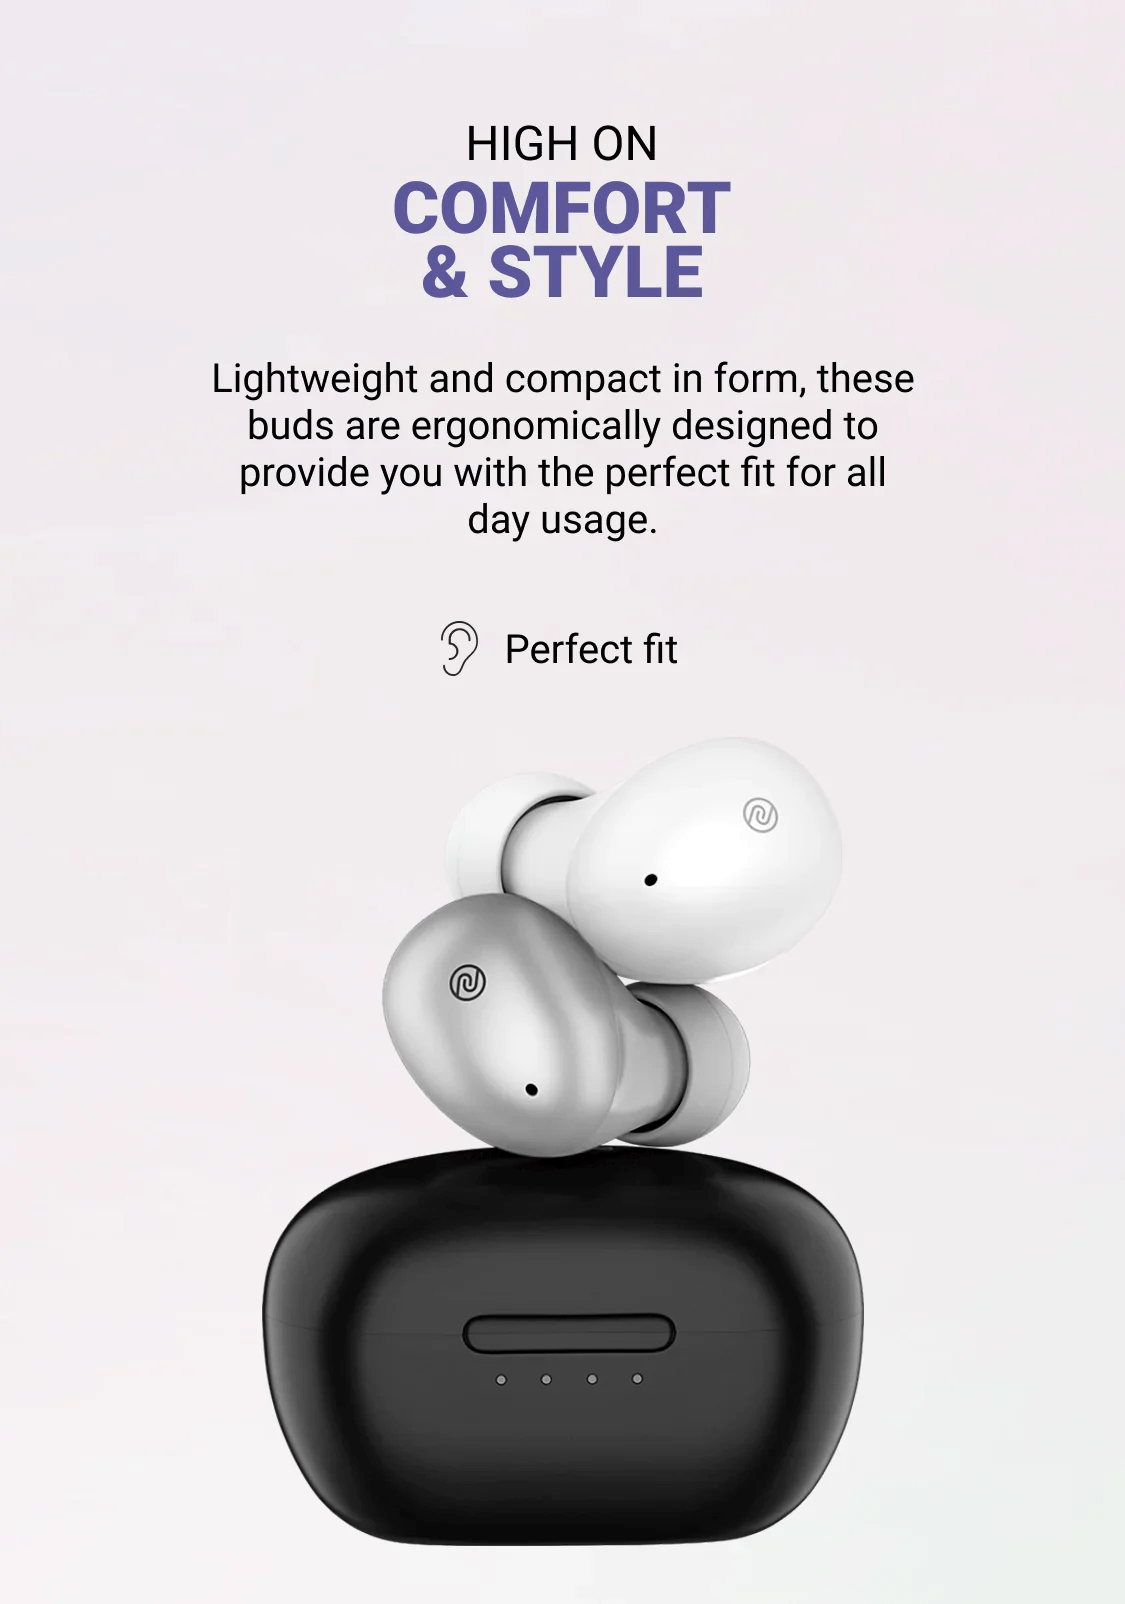 HIGH ON
COMFORT
& STYLE
Lightweight and compact in form, these
buds are ergonomically designed to
provide you with the perfect fit for all
day usage.
Perfect fit